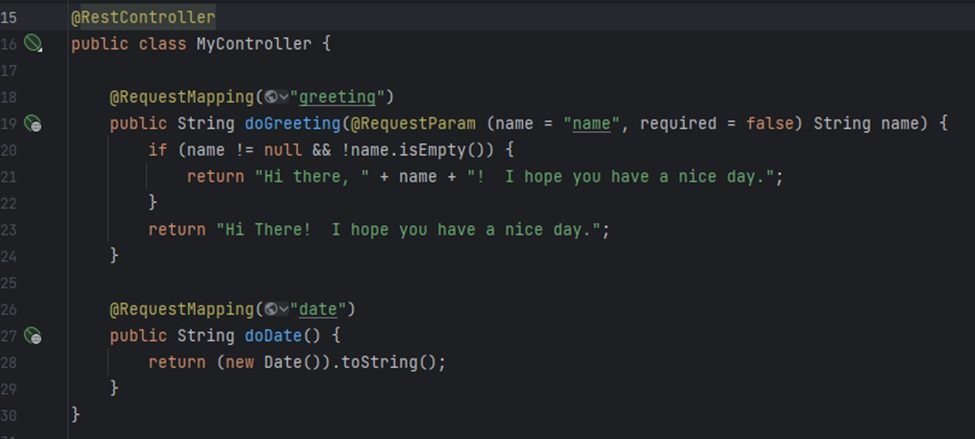 15 @RestController
16 public class MyController {
17
18 @RequestMapping("greeting")
19 public String doGreeting(@RequestParam (name = "name", required = false) String name) {
20 if (name != null && !name.isEmpty()) {
21 return "Hi there, " + name + "!  I hope you have a nice day.";
22 }
23 return "Hi There!  I hope you have a nice day.";
24 }
25
26 @RequestMapping("date")
27 public String doDate() {
28 return (new Date()).toString();
29 }
30 }